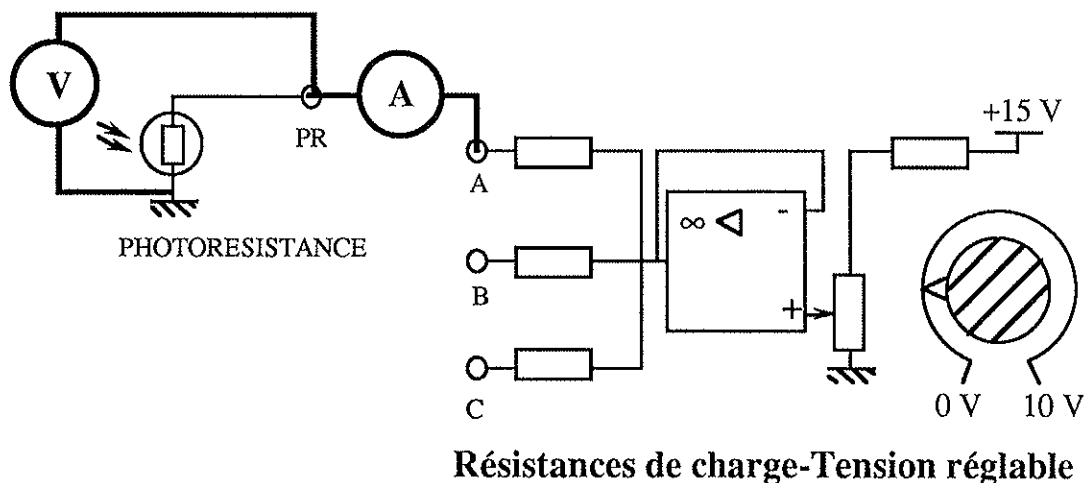 V
A
PR
+15 V
A
∞
-
PHOTORESISTANCE
B
+
C
0 V 10 V
Résistances de charge-Tension réglable